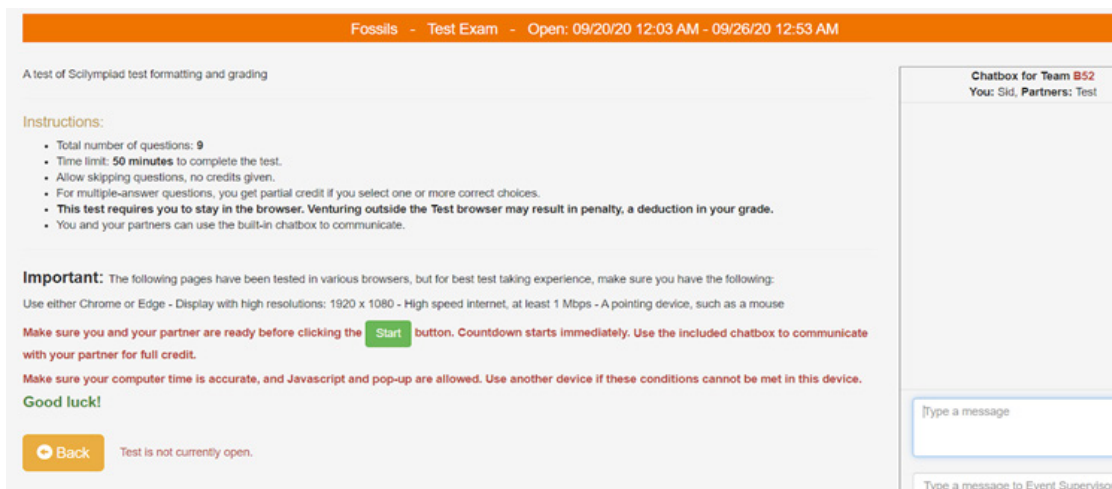 Fossils - Test Exam - Open: 09/20/20 12:03 AM - 09/26/20 12:53 AM
A test of Scilympiad test formatting and grading
Instructions:
• Total number of questions: 9
• Time limit: 50 minutes to complete the test.
• Allow skipping questions, no credits given.
• For multiple-answer questions, you get partial credit if you select one or more correct choices.
• This test requires you to stay in the browser. Venturing outside the Test browser may result in penalty, a deduction in your grade.
• You and your partners can use the built-in chatbox to communicate.
Important: The following pages have been tested in various browsers, but for best test taking experience, make sure you have the following:
Use either Chrome or Edge - Display with high resolutions: 1920 x 1080 - High speed internet, at least 1 Mbps - A pointing device, such as a mouse
Make sure you and your partner are ready before clicking the Start button. Countdown starts immediately. Use the included chatbox to communicate
with your partner for full credit.
Make sure your computer time is accurate, and Javascript and pop-up are allowed. Use another device if these conditions cannot be met in this device.
Good luck!
Back Test is not currently open.
Chatbox for Team B52
You: Sid, Partners: Test
Type a message
Type a message to Event Supervisor